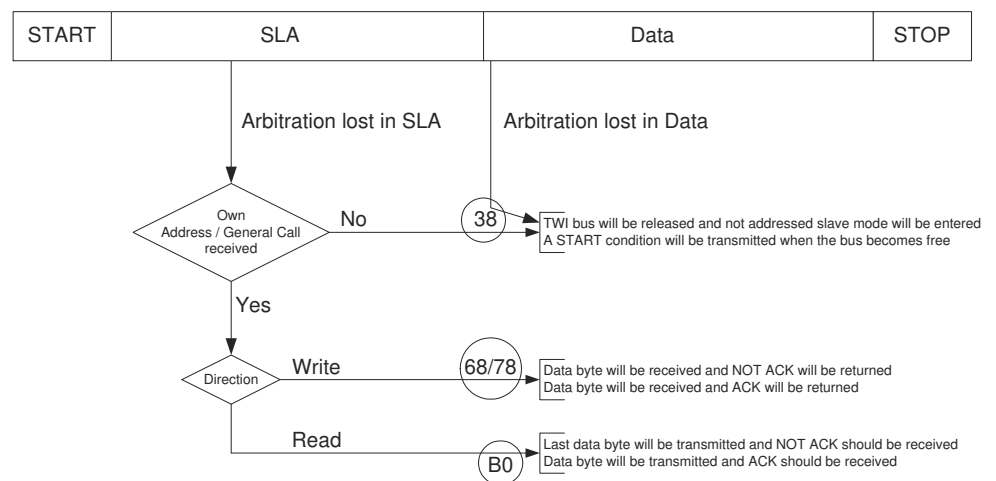 START SLA Data STOP
Arbitration lost in SLA Arbitration lost in Data
Own
Address / General Call
received
No
38
TWI bus will be released and not addressed slave mode will be entered
A START condition will be transmitted when the bus becomes free
Yes
Direction
Write
68/78
Data byte will be received and NOT ACK will be returned
Data byte will be received and ACK will be returned
Read
B0
Last data byte will be transmitted and NOT ACK should be received
Data byte will be transmitted and ACK should be received